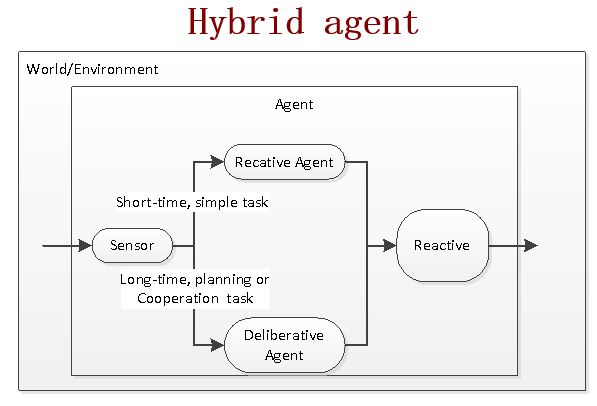 Hybrid agent
World/Environment
Agent
Recative Agent
Short-time, simple task
Sensor
Reactive
Long-time, planning or
Cooperation task
Deliberative
Agent